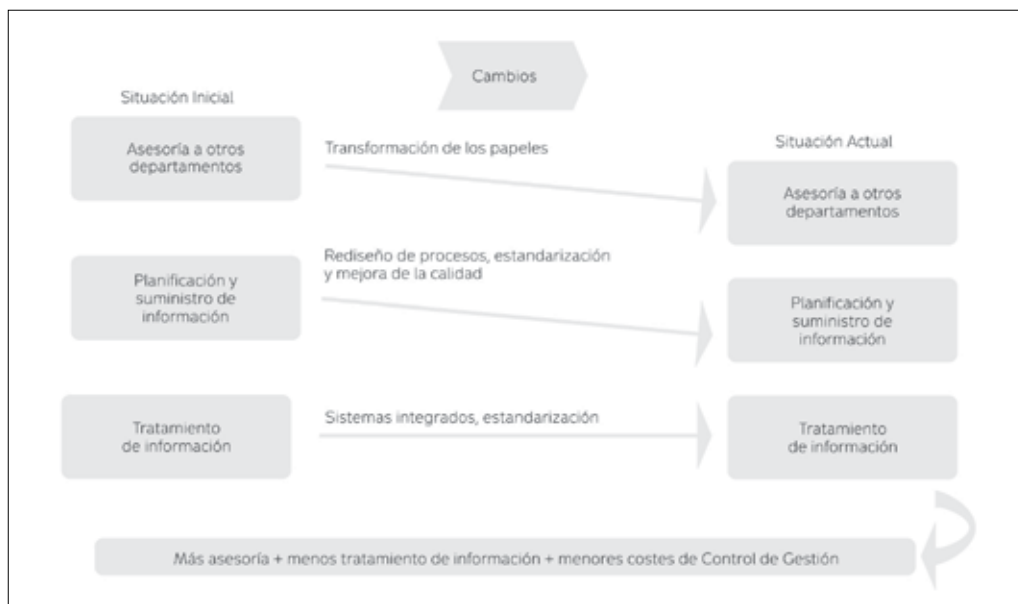 Cambios
Situación Inicial
Asesoría a otros
departamentos
Transformación de los papeles
Situación Actual
Asesoría a otros
departamentos
Planificación y
suministro de
información
Rediseño de procesos, estandarización
y mejora de la calidad
Planificación y
suministro de
información
Tratamiento
de información
Sistemas integrados, estandarización
Tratamiento
de información
Más asesoría + menos tratamiento de información + menores costes de Control de Gestión